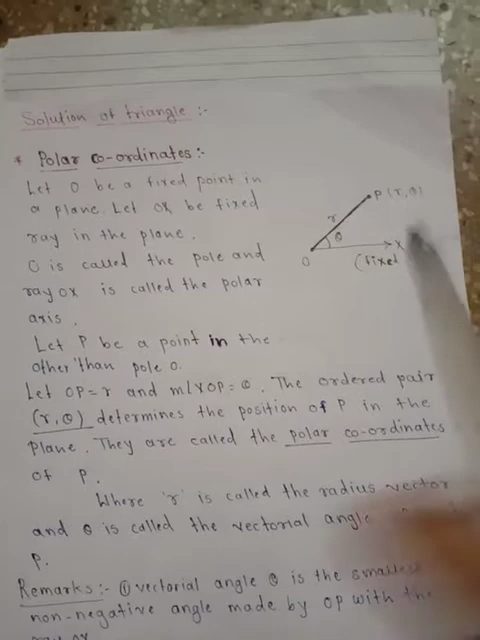 Solution of triangle :-
* Polar co-ordinates :-
Let O be a fixed point in
a plane. Let OX be fixed
ray in the plane.
O is called the pole and
ray OX is called the polar
axis.
P(r, θ)
r
θ
O
X
(fixed
Let P be a point in the
other than pole O.
Let OP = r and m∠XOP = θ. The ordered pair
(r, θ) determines the position of P in the
plane. They are called the polar co-ordinates
of P.
Where 'r' is called the radius vector
and θ is called the vectorial angle
P.
Remarks :- ① vectorial angle θ is the smallest
non-negative angle made by OP with the